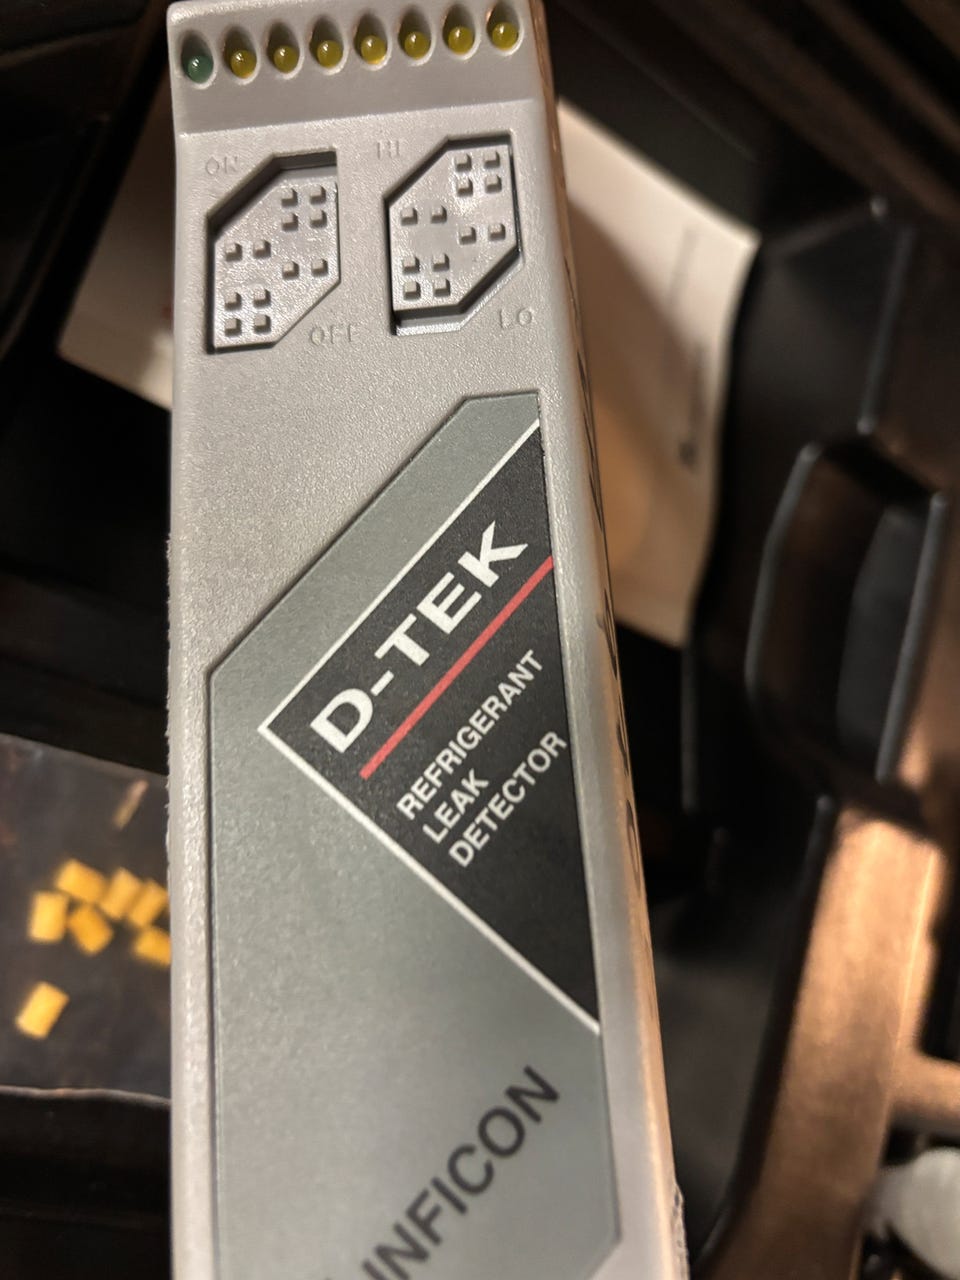 ON
HI
OFF
LO
D-TEK
REFRIGERANT
LEAK
DETECTOR
INFICON